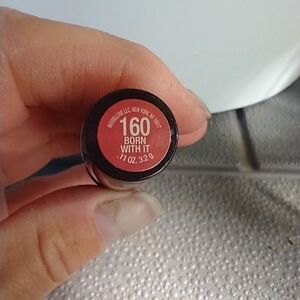 MAYBELLINE LLC, NEW YORK, NY 10017
160
BORN
WITH IT
.11 OZ. 3.2 g